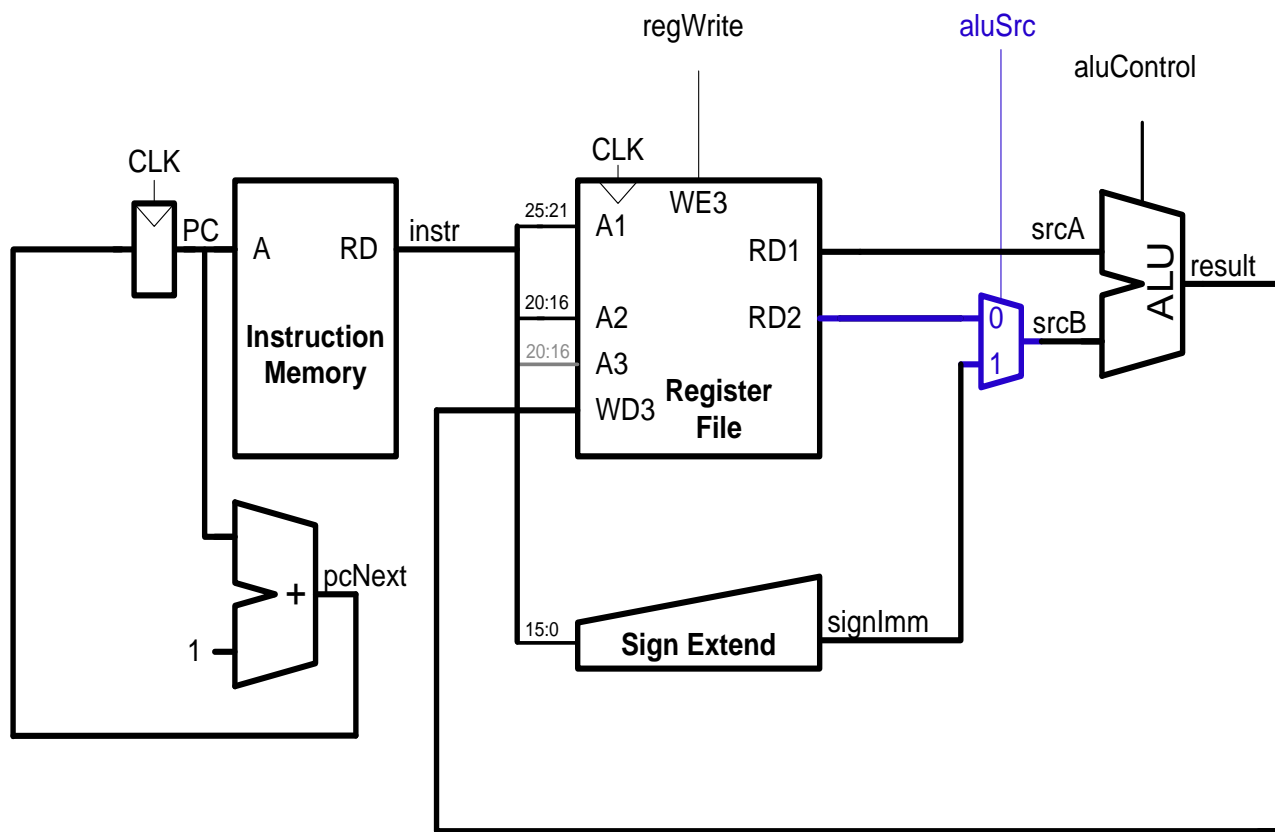 regWrite
aluSrc
aluControl
CLK
CLK
PC
A
RD
instr
Instruction
Memory
25:21
20:16
20:16
15:0
A1
A2
A3
WD3
WE3
RD1
RD2
Register
File
srcA
0
1
srcB
ALU
result
+
pcNext
1
Sign Extend
signImm